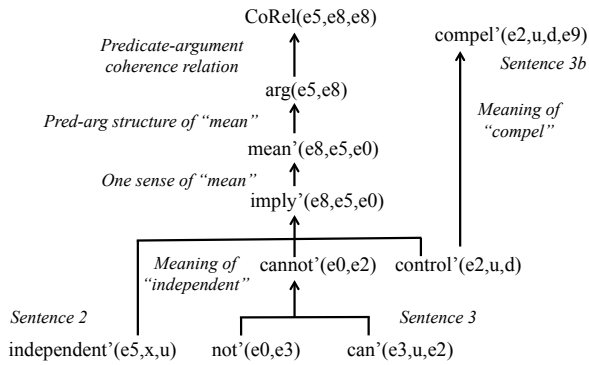 CoRel(e5,e8,e8)
Predicate-argument
coherence relation
compel’(e2,u,d,e9)
Sentence 3b
arg(e5,e8)
Pred-arg structure of “mean”
Meaning of
“compel”
mean’(e8,e5,e0)
One sense of “mean”
imply’(e8,e5,e0)
Meaning of
“independent”
cannot’(e0,e2)
control’(e2,u,d)
Sentence 2
Sentence 3
independent’(e5,x,u)
not’(e0,e3)
can’(e3,u,e2)